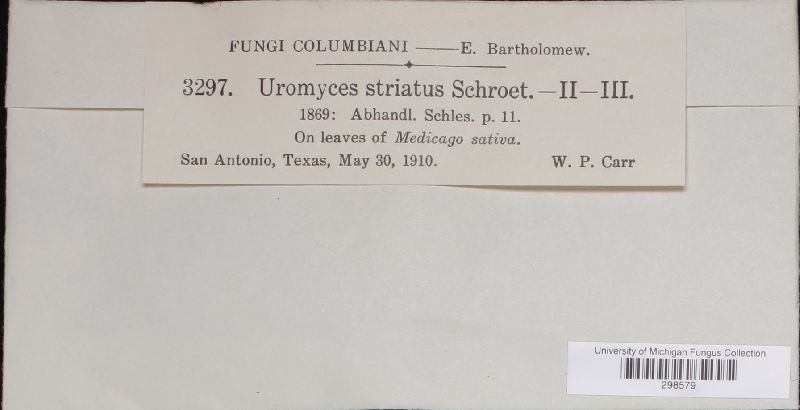 FUNGI COLUMBIANI —— E. Bartholomew.
3297. Uromyces striatus Schroet.—II—III.
1869: Abhandl. Schles. p. 11.
On leaves of Medicago sativa.
San Antonio, Texas, May 30, 1910. W. P. Carr
University of Michigan Fungus Collection
298579